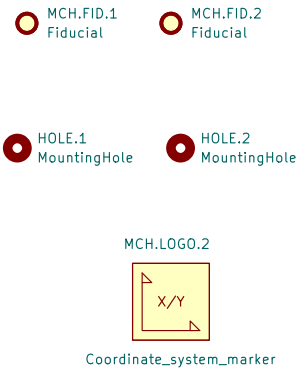 MCH.FID.1
Fiducial
MCH.FID.2
Fiducial
HOLE.1
MountingHole
HOLE.2
MountingHole
MCH.LOGO.2
X/Y
Coordinate_system_marker